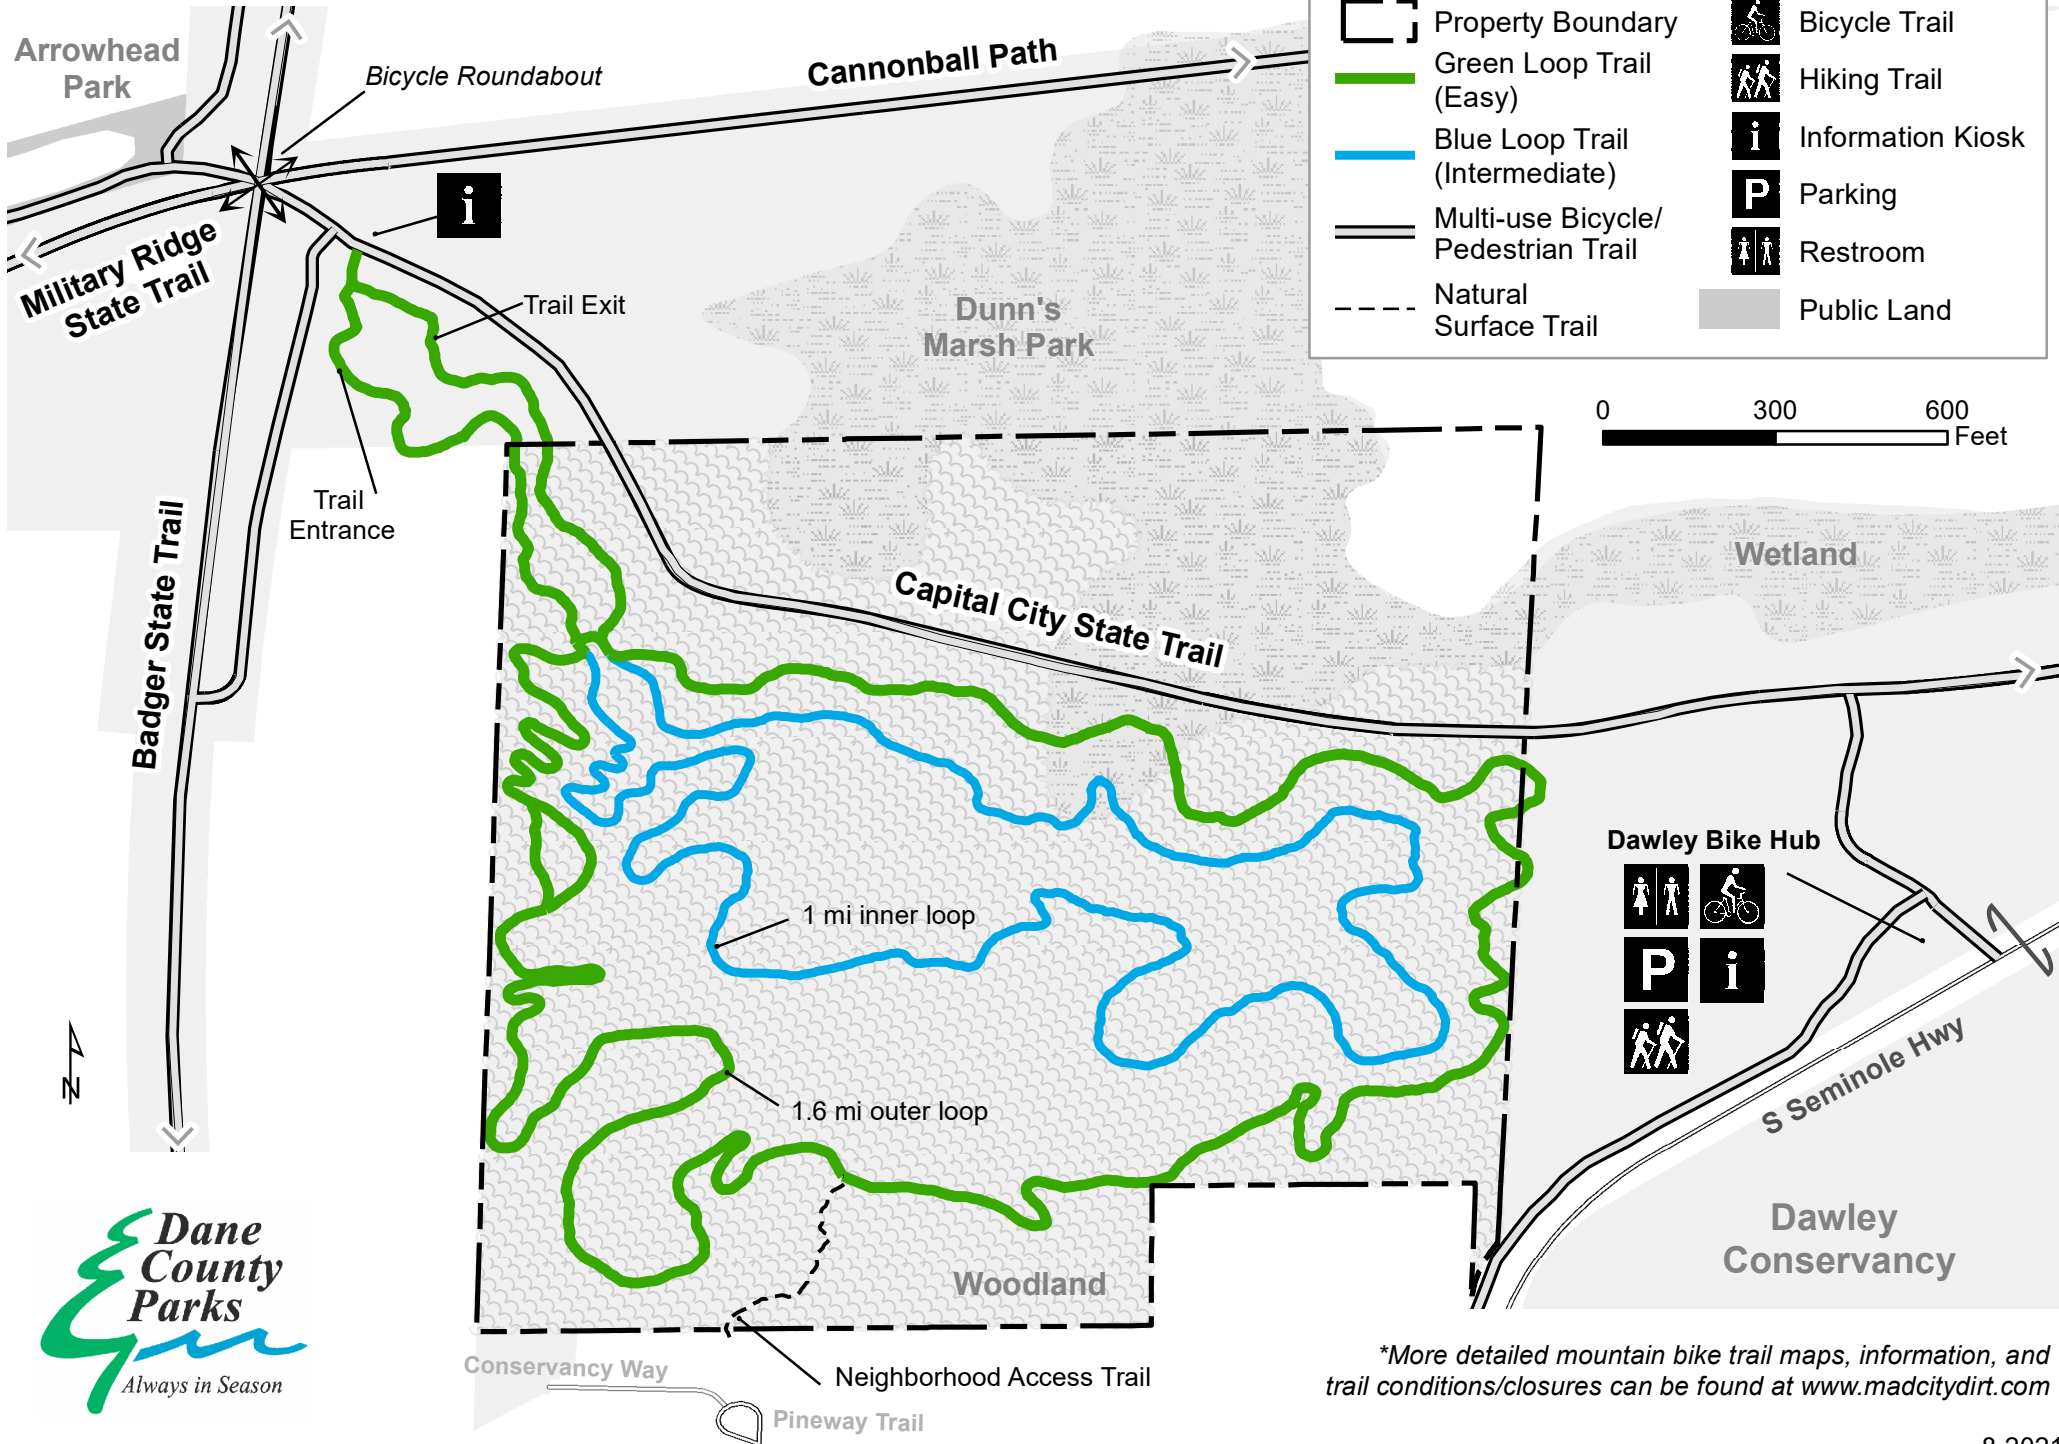 Arrowhead
Park
Bicycle Roundabout
Cannonball Path
Military Ridge
State Trail
i
Trail Exit
Dunn's
Marsh Park
Property Boundary
Green Loop Trail
(Easy)
Blue Loop Trail
(Intermediate)
Multi-use Bicycle/
Pedestrian Trail
Natural
Surface Trail
Bicycle Trail
Hiking Trail
i
Information Kiosk
P
Parking
Restroom
Public Land
0 300 600
Feet
Trail
Entrance
Badger State Trail
Wetland
Capital City State Trail
Dawley Bike Hub
P
i
1 mi inner loop
1.6 mi outer loop
S Seminole Hwy
N
Dawley
Conservancy
Woodland
Dane
County
Parks
Always in Season
Neighborhood Access Trail
Conservancy Way
Pineway Trail
*More detailed mountain bike trail maps, information, and
trail conditions/closures can be found at www.madcitydirt.com